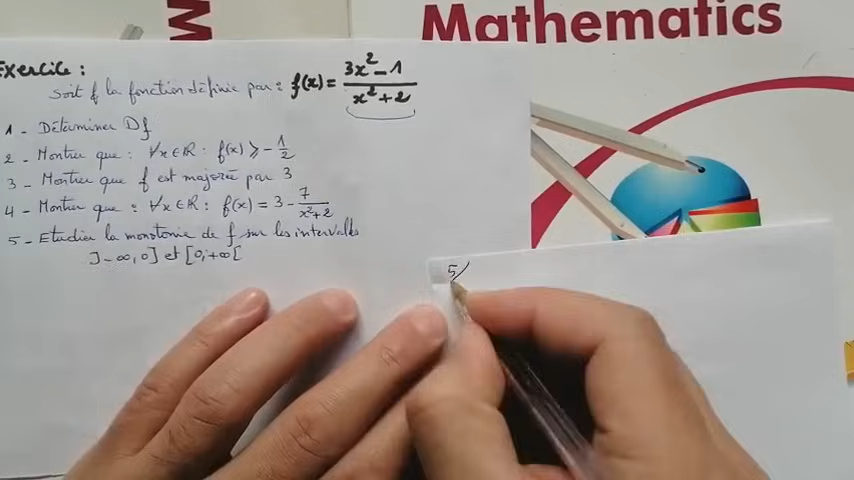 Mathematics
Exercice :
soit f la fonction définie par : f(x) = (3x² - 1)/(x² + 2)
1 - Déterminer Df
2 - Montrer que : ∀x∈ℝ : f(x) ≥ -1/2
3 - Montrer que f est majorée par 3
4 - Montrer que : ∀x∈ℝ : f(x) = 3 - 7/(x²+2)
5 - Etudier la monotonie de f sur les intervalles
]-∞, 0] et [0, +∞[
5/